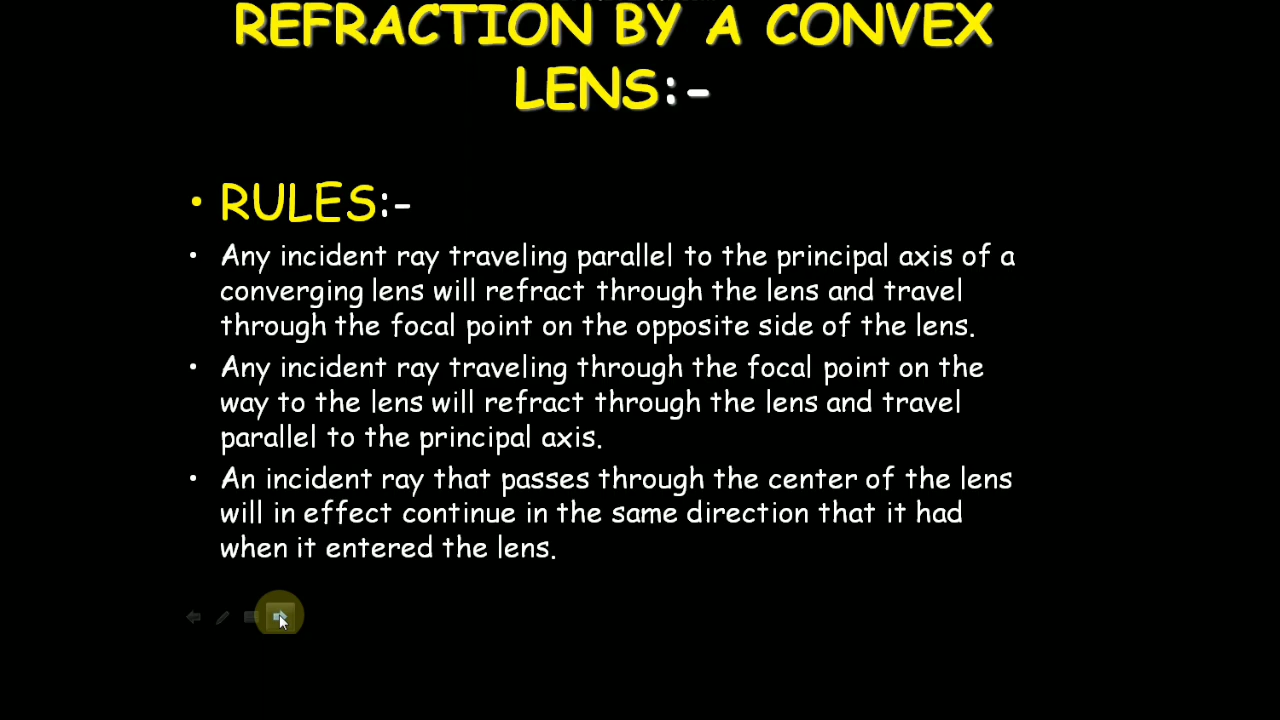 REFRACTION BY A CONVEX
LENS:-
• RULES:-
• Any incident ray traveling parallel to the principal axis of a
converging lens will refract through the lens and travel
through the focal point on the opposite side of the lens.
• Any incident ray traveling through the focal point on the
way to the lens will refract through the lens and travel
parallel to the principal axis.
• An incident ray that passes through the center of the lens
will in effect continue in the same direction that it had
when it entered the lens.